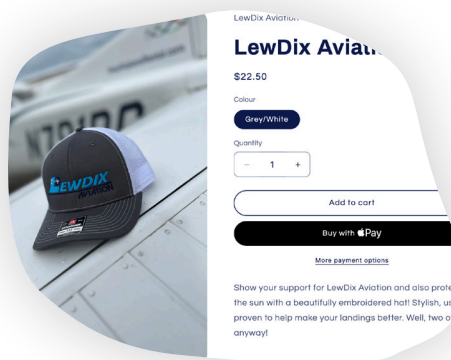 LewDix Aviation
LewDix Aviati
$22.50
Colour
Grey/White
Quantity
− 1 +
Add to cart
Buy with Pay
More payment options
Show your support for LewDix Aviation and also prote
the sun with a beautifully embroidered hat! Stylish, us
proven to help make your landings better. Well, two o
anyway!
LEWDIX
AVIATION